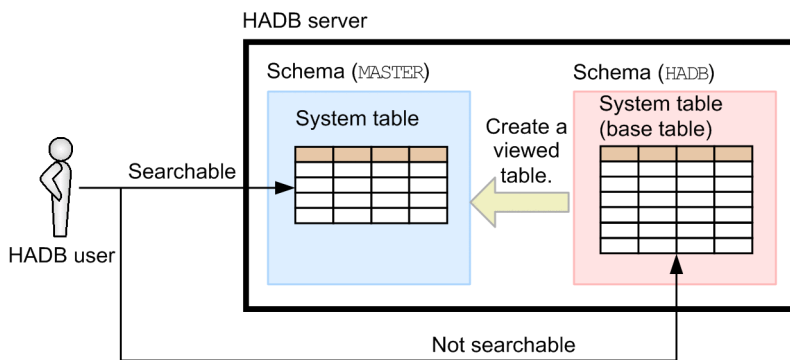 HADB server
Schema (MASTER)
Schema (HADB)
System table
System table
(base table)
Create a
viewed
table.
Searchable
HADB user
Not searchable